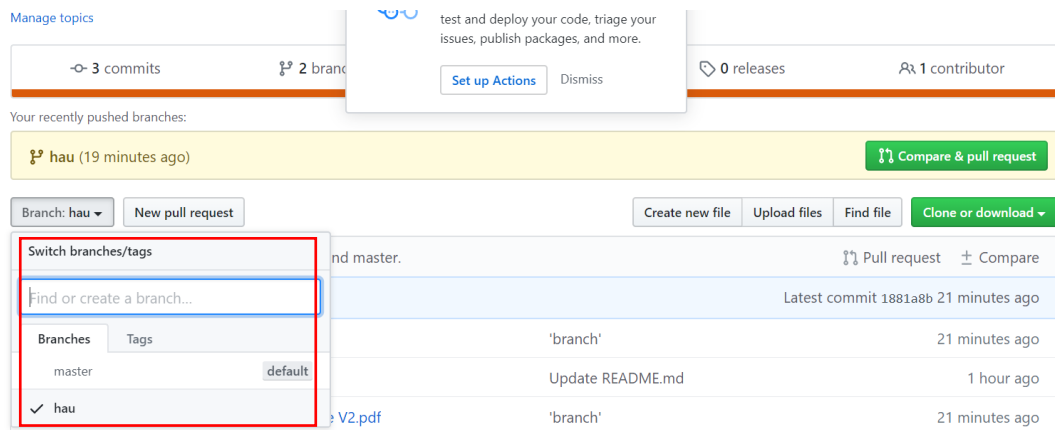 Manage topics
test and deploy your code, triage your
issues, publish packages, and more.
Set up Actions Dismiss
3 commits 2 0 releases 1 contributor
Your recently pushed branches:
hau (19 minutes ago) Compare & pull request
Branch: hau New pull request Create new file Upload files Find file Clone or download
Switch branches/tags
master. Pull request Compare
Find or create a branch...
Latest commit 1881a8b 21 minutes ago
Branches Tags
'branch' 21 minutes ago
master default
Update README.md 1 hour ago
hau
V2.pdf 'branch' 21 minutes ago